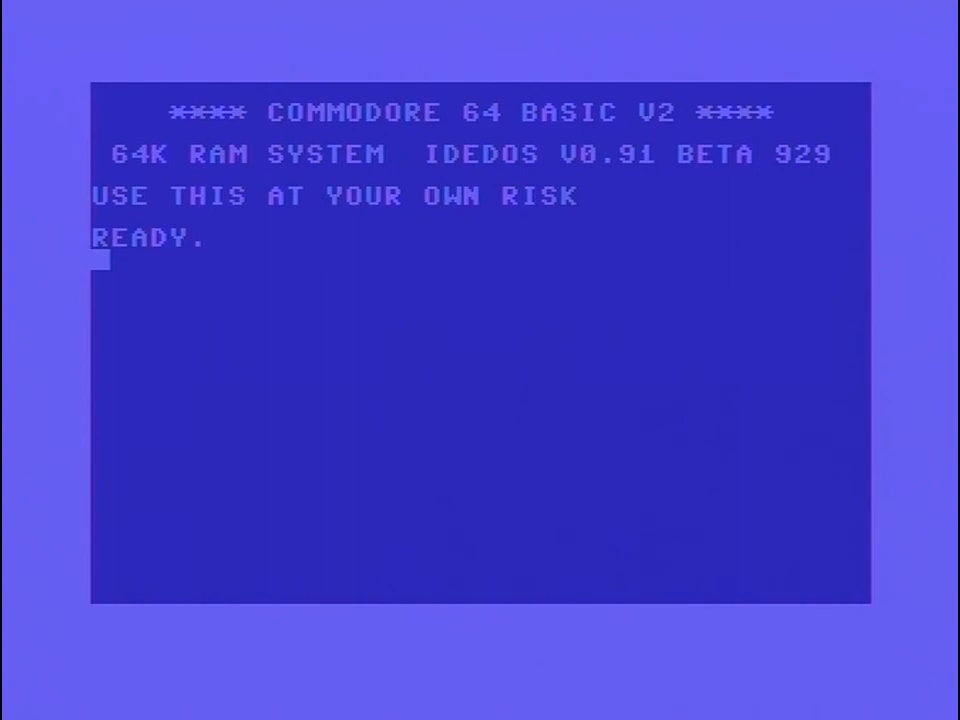 **** COMMODORE 64 BASIC V2 ****
64K RAM SYSTEM  IDEDOS V0.91 BETA 929
USE THIS AT YOUR OWN RISK
READY.